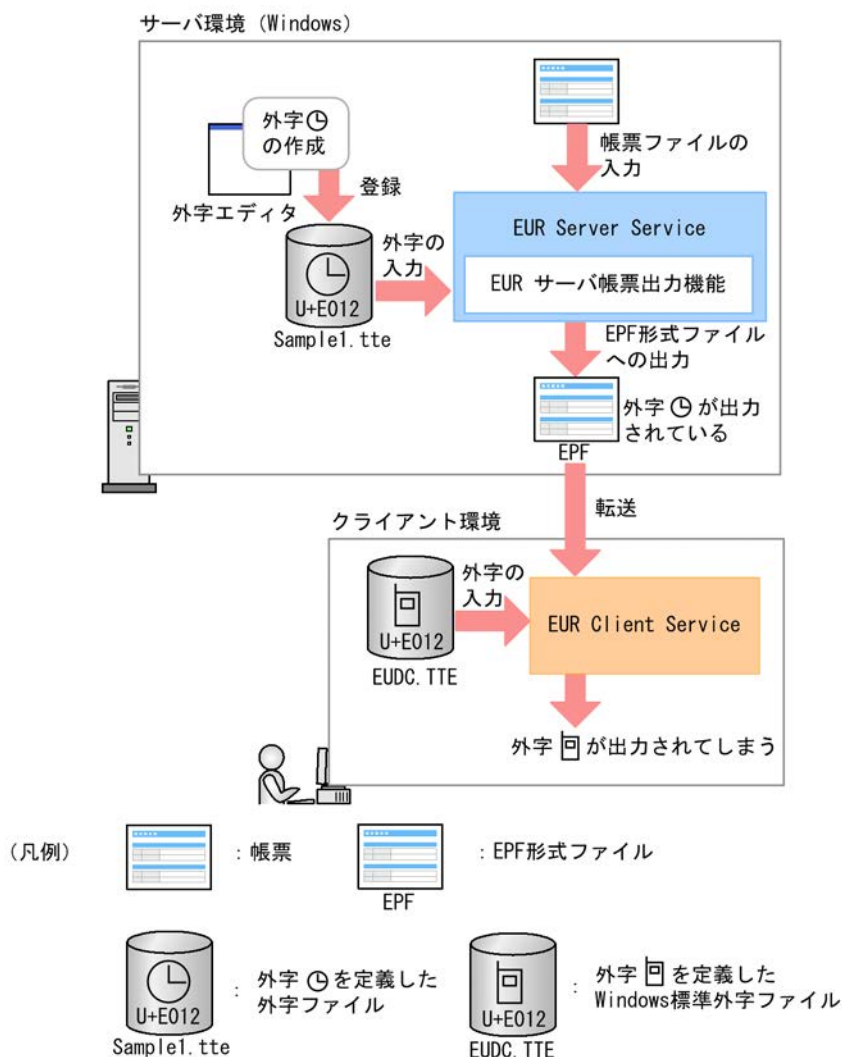 サーバ環境（Windows）
外字
の作成
外字エディタ
登録
帳票ファイルの
入力
外字の
入力
U+E012
Sample1.tte
EUR Server Service
EUR サーバ帳票出力機能
EPF形式ファイル
への出力
外字 が出力
されている
EPF
転送
クライアント環境
外字の
入力
U+E012
EUDC.TTE
EUR Client Service
外字 が出力されてしまう
（凡例）
：帳票
：EPF形式ファイル
EPF
U+E012
Sample1.tte
： 外字 を定義した
外字ファイル
U+E012
EUDC.TTE
： 外字 を定義した
Windows標準外字ファイル